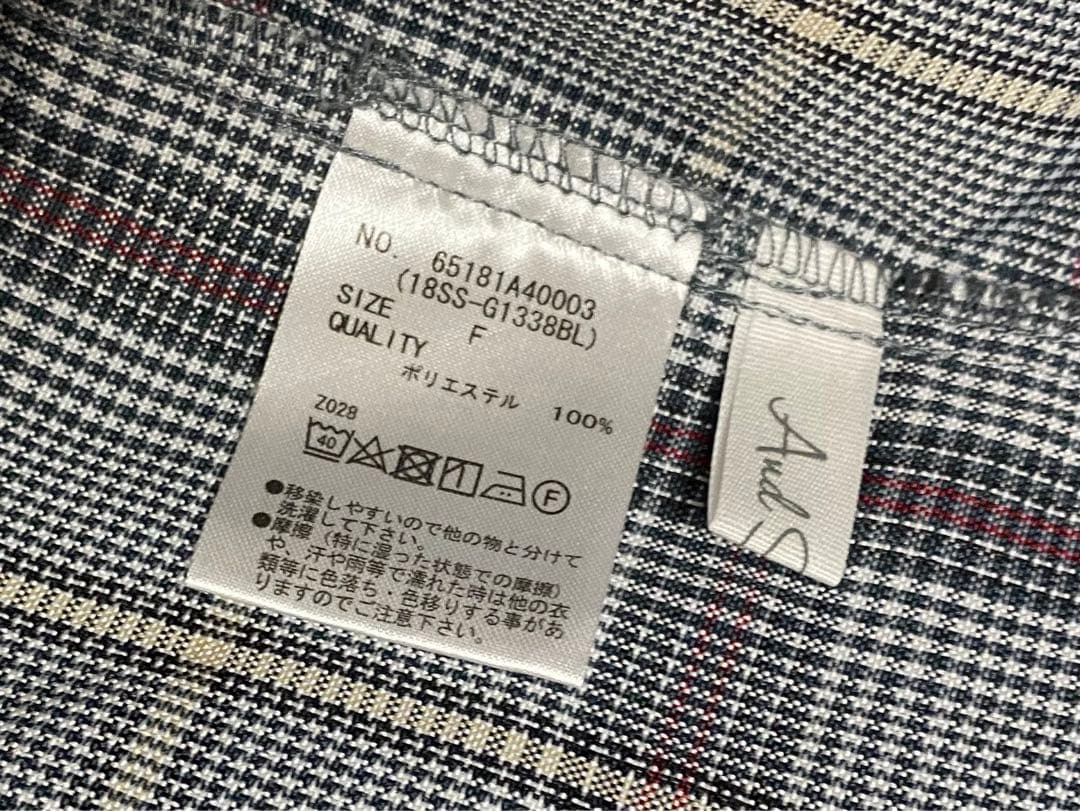 NO. 65181A40003
(18SS-G1338BL)
SIZE F
QUALITY
ポリエステル 100%
Z028
40
F
●移染しやすいので他の物と分けて
洗濯して下さい。
●摩擦（特に湿った状態での摩擦）
や、汗や雨等で濡れた時は他の衣
類等に色落ち・色移りする事があ
りますのでご注意下さい。
And S